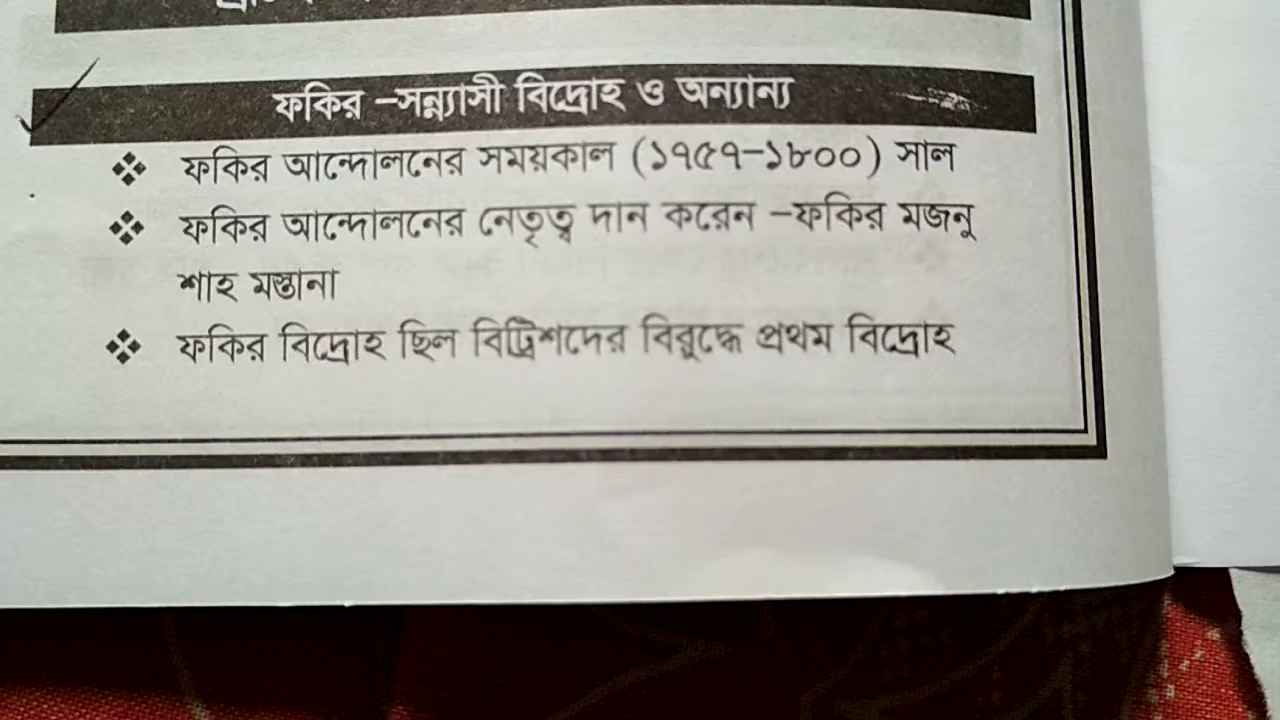 ফকির –সন্ন্যাসী বিদ্রোহ ও অন্যান্য
❖ ফকির আন্দোলনের সময়কাল (১৭৫৭–১৮০০) সাল
❖ ফকির আন্দোলনের নেতৃত্ব দান করেন –ফকির মজনু
শাহ মস্তানা
❖ ফকির বিদ্রোহ ছিল বিট্রিশদের বিরুদ্ধে প্রথম বিদ্রোহ